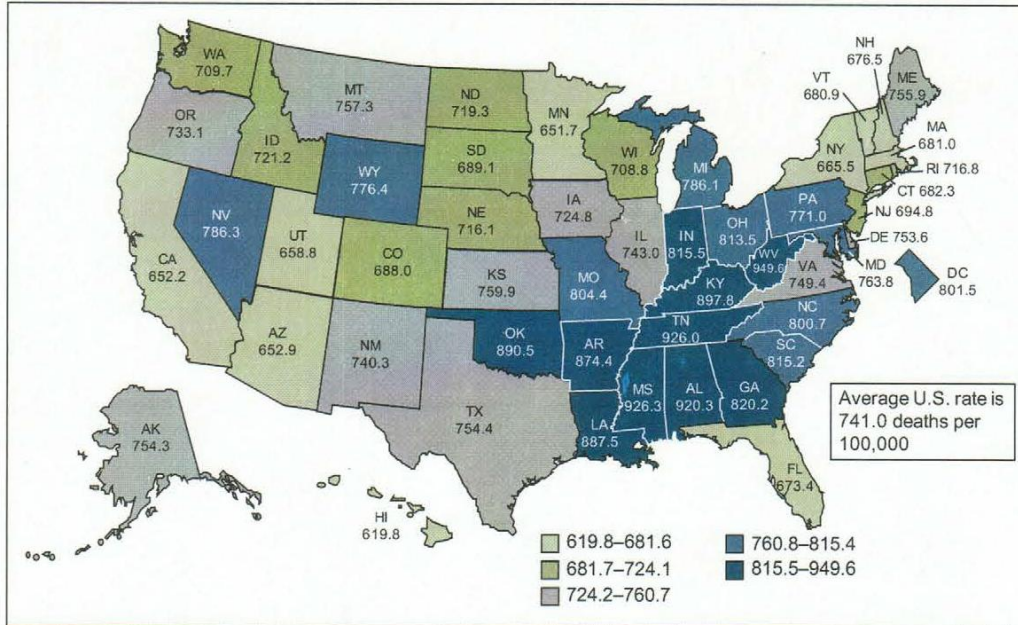 WA
709.7
MT
757.3
ND
719.3
MN
651.7
NH
676.5
VT
680.9
ME
755.9
OR
733.1
ID
721.2
SD
689.1
WI
708.8
NY
665.5
MA
681.0
RI 716.8
CT 682.3
NJ 694.8
DE 753.6
MD
763.8
DC
801.5
WY
776.4
MI
786.1
PA
771.0
NV
786.3
UT
658.8
CO
688.0
NE
716.1
IA
724.8
IL
743.0
IN
815.5
OH
813.5
WV
949.6
VA
749.4
CA
652.2
KS
759.9
MO
804.4
KY
897.8
NC
800.7
AZ
652.9
NM
740.3
OK
890.5
AR
874.4
TN
926.0
SC
815.2
TX
754.4
LA
887.5
MS
926.3
AL
920.3
GA
820.2
FL
673.4
AK
754.3
HI
619.8
Average U.S. rate is
741.0 deaths per
100,000
619.8–681.6
681.7–724.1
724.2–760.7
760.8–815.4
815.5–949.6